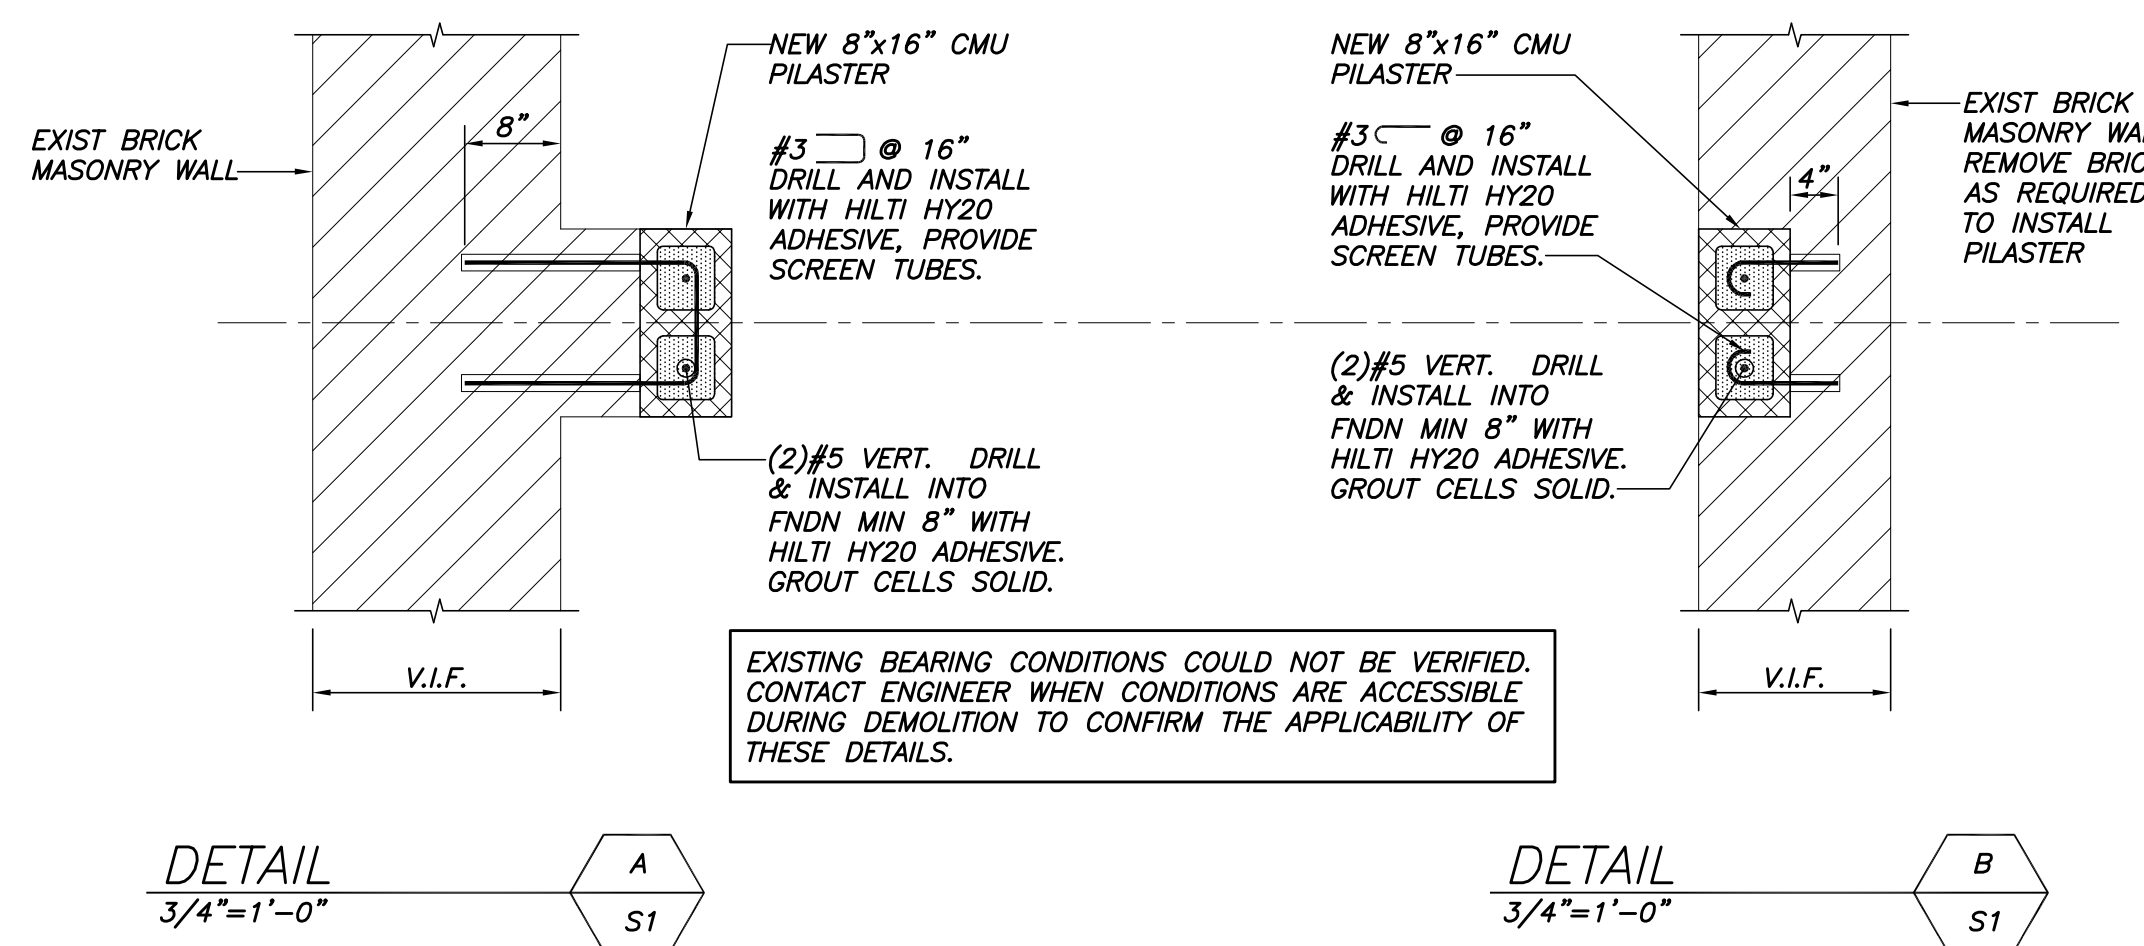 EXIST BRICK
MASONRY WALL
8"
NEW 8"x16" CMU
PILASTER
#3 @ 16"
DRILL AND INSTALL
WITH HILTI HY20
ADHESIVE, PROVIDE
SCREEN TUBES.
(2)#5 VERT. DRILL
& INSTALL INTO
FNDN MIN 8" WITH
HILTI HY20 ADHESIVE.
GROUT CELLS SOLID.
V.I.F.
NEW 8"x16" CMU
PILASTER
#3 @ 16"
DRILL AND INSTALL
WITH HILTI HY20
ADHESIVE, PROVIDE
SCREEN TUBES.
(2)#5 VERT. DRILL
& INSTALL INTO
FNDN MIN 8" WITH
HILTI HY20 ADHESIVE.
GROUT CELLS SOLID.
4"
EXIST BRICK
MASONRY
REMOVE
AS REQUIRED
TO INSTALL
PILASTER
V.I.F.
EXISTING BEARING CONDITIONS COULD NOT BE VERIFIED.
CONTACT ENGINEER WHEN CONDITIONS ARE ACCESSIBLE
DURING DEMOLITION TO CONFIRM THE APPLICABILITY OF
THESE DETAILS.
DETAIL
3/4"=1'-0"
A
S1
DETAIL
3/4"=1'-0"
B
S1